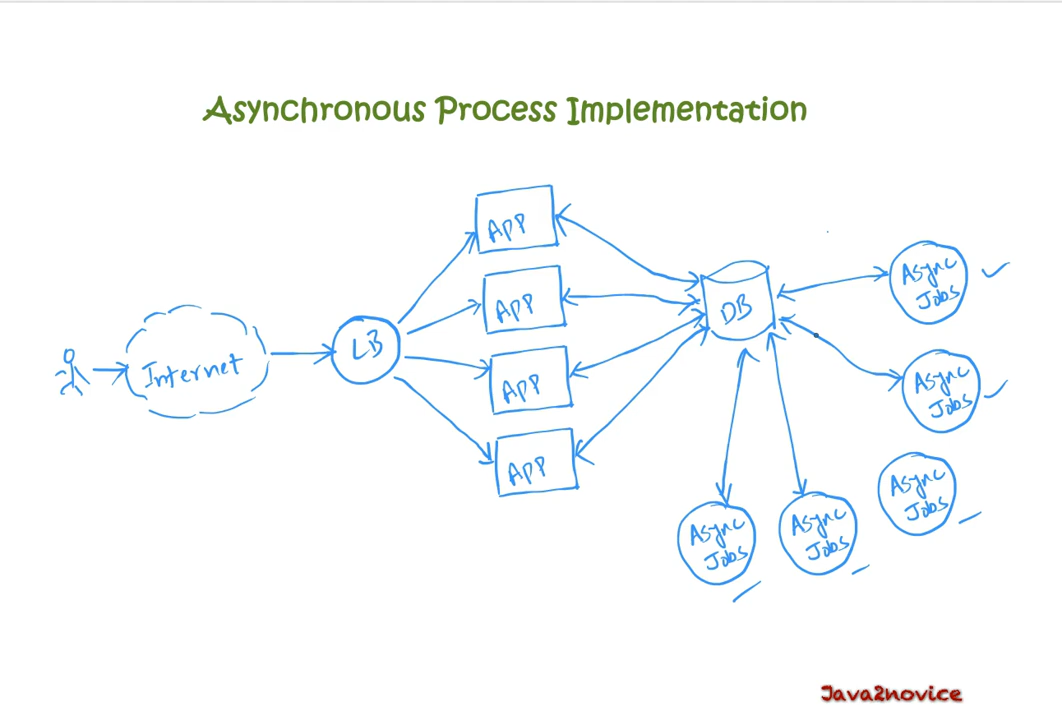 Asynchronous Process Implementation
APP
APP
APP
APP
Internet
LB
DB
Async
Jobs
Async
Jobs
Async
Jobs
Async
Jobs
Async
Jobs
Java2novice